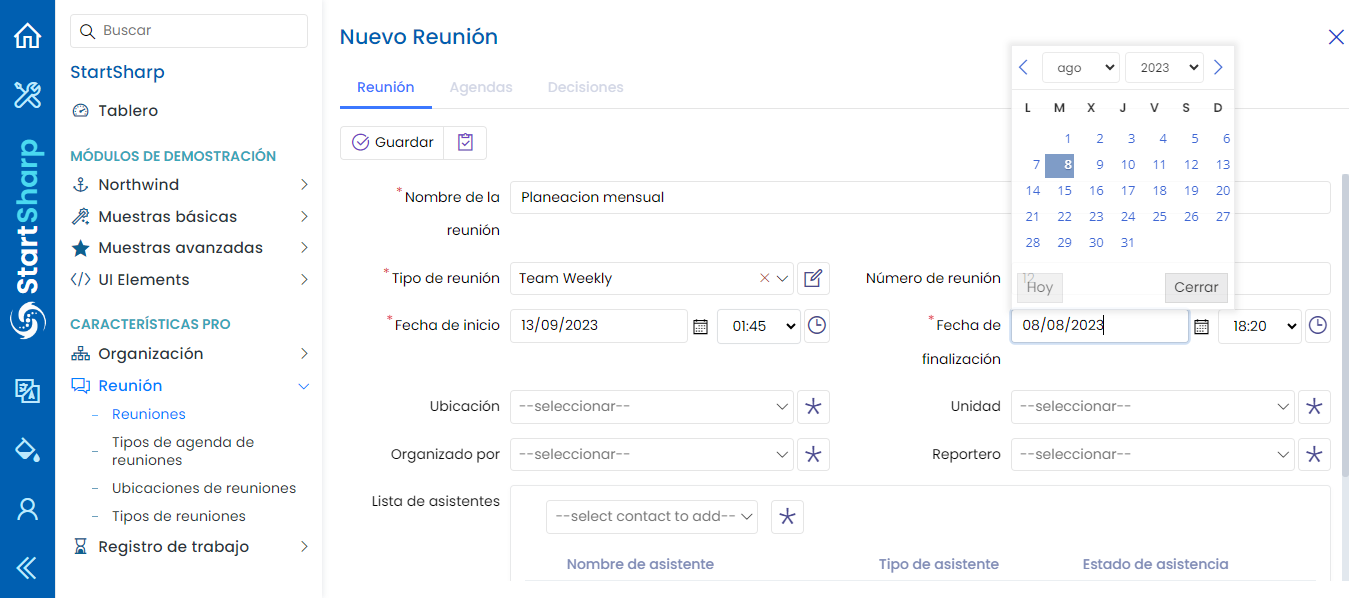 Buscar
StartSharp
Tablero
MÓDULOS DE DEMOSTRACIÓN
Northwind
Muestras básicas
Muestras avanzadas
UI Elements
CARACTERÍSTICAS PRO
Organización
Reunión
Reuniones
Tipos de agenda de
reuniones
Ubicaciones de reuniones
Tipos de reuniones
Registro de trabajo
StartSharp
Nuevo Reunión
Reunión Agendas Decisiones
Guardar
*Nombre de la
reunión
Planeacion mensual
*Tipo de reunión Team Weekly
Número de reunión
*Fecha de inicio 13/09/2023 01:45
*Fecha de
finalización
08/08/2023 18:20
Ubicación --seleccionar--
Unidad --seleccionar--
Organizado por --seleccionar--
Reportero --seleccionar--
Lista de asistentes
--select contact to add--
Nombre de asistente Tipo de asistente Estado de asistencia
ago 2023
L M X J V S D
1 2 3 4 5 6
7 8 9 10 11 12 13
14 15 16 17 18 19 20
21 22 23 24 25 26 27
28 29 30 31
12
Hoy Cerrar